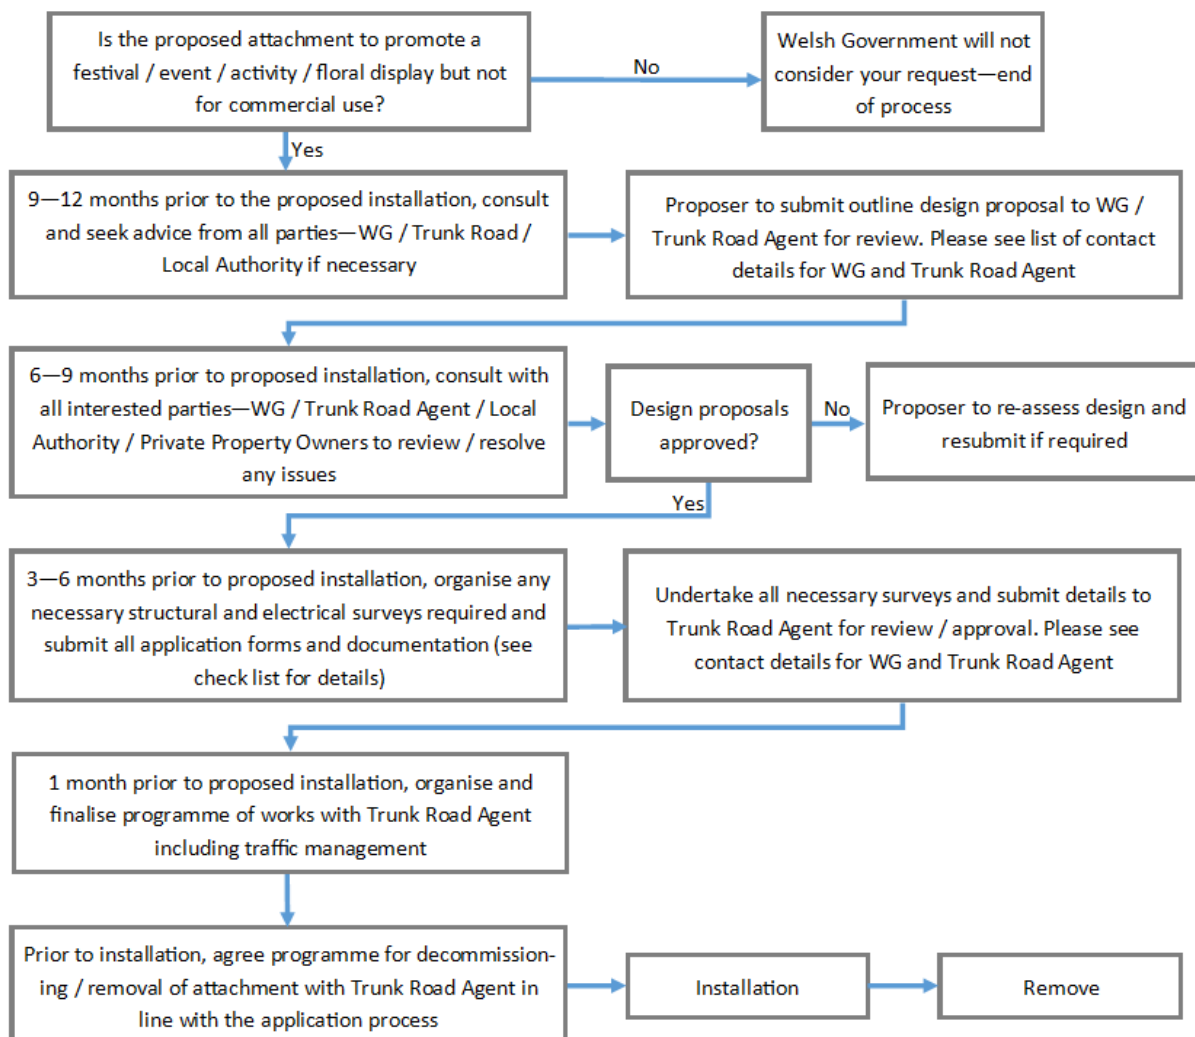 Is the proposed attachment to promote a
festival / event / activity / floral display but not
for commercial use?
No
Welsh Government will not
consider your request—end
of process
Yes
9—12 months prior to the proposed installation, consult
and seek advice from all parties—WG / Trunk Road /
Local Authority if necessary
Proposer to submit outline design proposal to WG /
Trunk Road Agent for review. Please see list of contact
details for WG and Trunk Road Agent
6—9 months prior to proposed installation, consult with
all interested parties—WG / Trunk Road Agent / Local
Authority / Private Property Owners to review / resolve
any issues
Design proposals
approved?
No
Proposer to re-assess design and
resubmit if required
Yes
3—6 months prior to proposed installation, organise any
necessary structural and electrical surveys required and
submit all application forms and documentation (see
check list for details)
Undertake all necessary surveys and submit details to
Trunk Road Agent for review / approval. Please see
contact details for WG and Trunk Road Agent
1 month prior to proposed installation, organise and
finalise programme of works with Trunk Road Agent
including traffic management
Prior to installation, agree programme for decommission-
ing / removal of attachment with Trunk Road Agent in
line with the application process
Installation
Remove